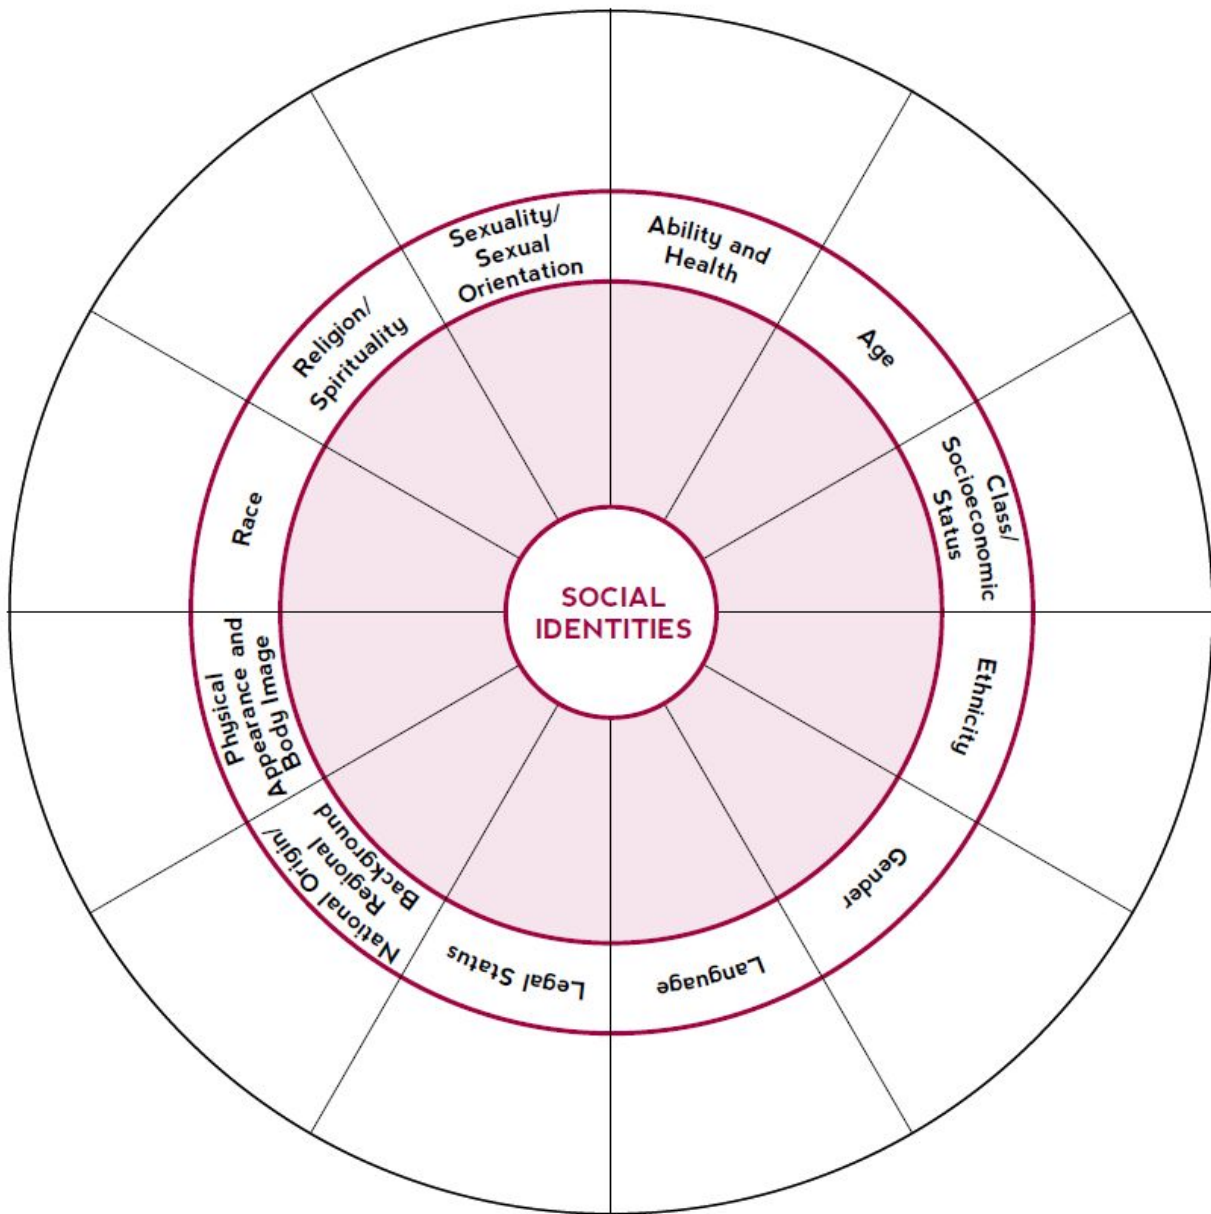 SOCIAL
IDENTITIES
Ability and
Health
Age
Class/
Socioeconomic
Status
Ethnicity
Gender
Language
Legal Status
National Origin/
Regional
Background
Physical
Appearance and
Body Image
Race
Religion/
Spirituality
Sexuality/
Sexual
Orientation